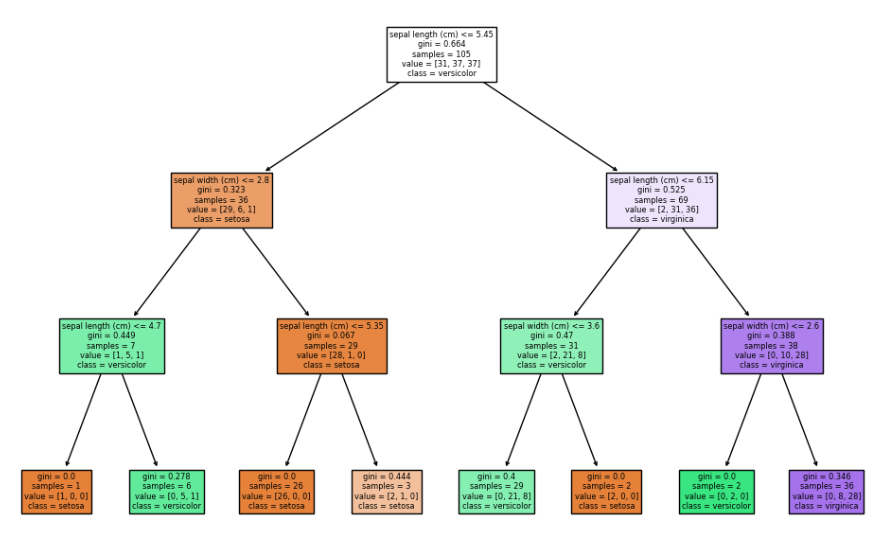 sepal length (cm) <= 5.45
gini = 0.664
samples = 105
value = [31, 37, 37]
class = versicolor
sepal width (cm) <= 2.8
gini = 0.323
samples = 36
value = [29, 6, 1]
class = setosa
sepal length (cm) <= 6.15
gini = 0.525
samples = 69
value = [2, 31, 36]
class = virginica
sepal length (cm) <= 4.7
gini = 0.449
samples = 7
value = [1, 5, 1]
class = versicolor
sepal length (cm) <= 5.35
gini = 0.067
samples = 29
value = [28, 1, 0]
class = setosa
sepal width (cm) <= 3.6
gini = 0.47
samples = 31
value = [2, 21, 8]
class = versicolor
sepal width (cm) <= 2.6
gini = 0.388
samples = 38
value = [0, 10, 28]
class = virginica
gini = 0.0
samples = 1
value = [1, 0, 0]
class = setosa
gini = 0.278
samples = 6
value = [0, 5, 1]
class = versicolor
gini = 0.0
samples = 26
value = [26, 0, 0]
class = setosa
gini = 0.444
samples = 3
value = [2, 1, 0]
class = setosa
gini = 0.4
samples = 29
value = [0, 21, 8]
class = versicolor
gini = 0.0
samples = 2
value = [2, 0, 0]
class = setosa
gini = 0.0
samples = 2
value = [0, 2, 0]
class = versicolor
gini = 0.346
samples = 36
value = [0, 8, 28]
class = virginica